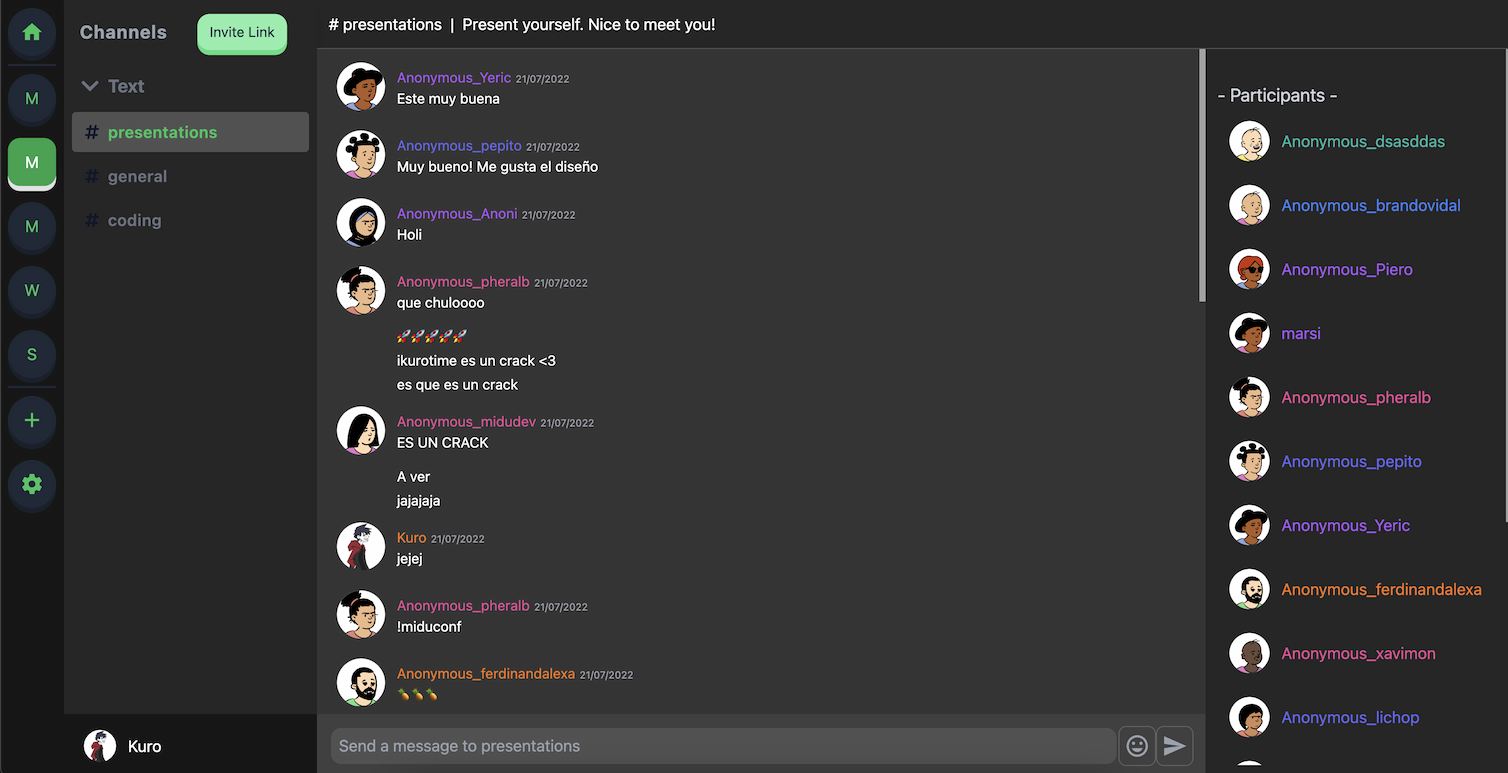 M
M
M
W
S
Channels
Invite Link
Text
# presentations
# general
# coding
Kuro
# presentations | Present yourself. Nice to meet you!
Anonymous_Yeric 21/07/2022
Este muy buena
Anonymous_pepito 21/07/2022
Muy bueno! Me gusta el diseño
Anonymous_Anoni 21/07/2022
Holi
Anonymous_pheralb 21/07/2022
que chuloooo
🚀🚀🚀🚀🚀
ikurotime es un crack <3
es que es un crack
Anonymous_midudev 21/07/2022
ES UN CRACK
A ver
jajajaja
Kuro 21/07/2022
jejej
Anonymous_pheralb 21/07/2022
!miduconf
Anonymous_ferdinandalexa 21/07/2022
🍍🍍🍍
Send a message to presentations
- Participants -
Anonymous_dsasddas
Anonymous_brandovidal
Anonymous_Piero
marsi
Anonymous_pheralb
Anonymous_pepito
Anonymous_Yeric
Anonymous_ferdinandalexa
Anonymous_xavimon
Anonymous_lichop